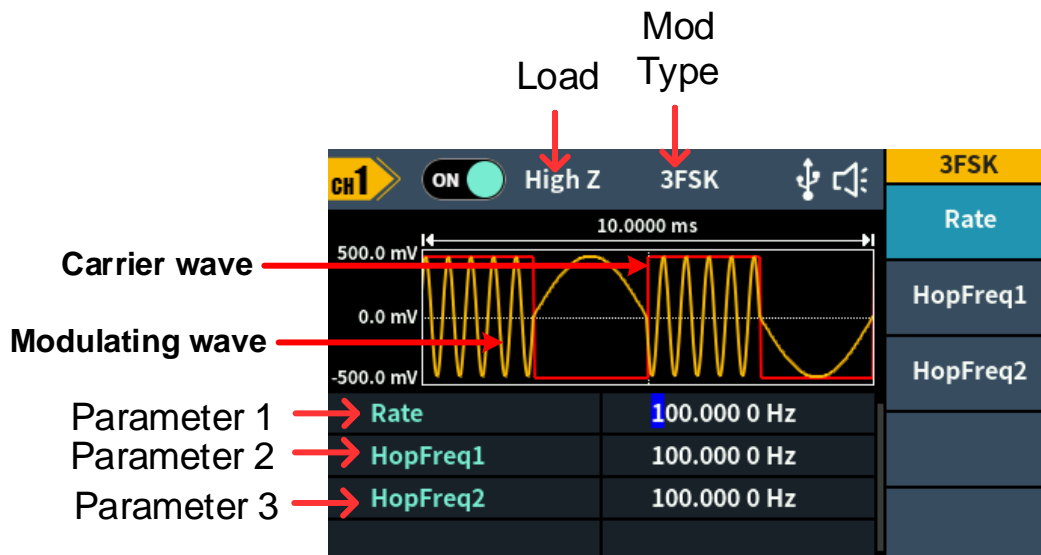 Mod
Type
Load
CH1
ON
High Z
3FSK
3FSK
10.0000 ms
Rate
500.0 mV
Carrier wave
HopFreq1
0.0 mV
Modulating wave
HopFreq2
-500.0 mV
Parameter 1
Rate
100.000 0 Hz
Parameter 2
HopFreq1
100.000 0 Hz
Parameter 3
HopFreq2
100.000 0 Hz